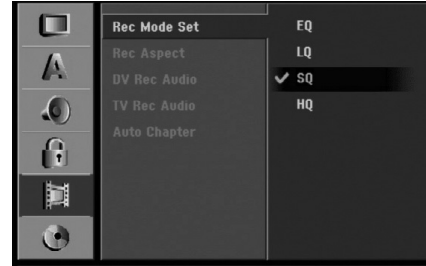 Rec Mode Set
Rec Aspect
DV Rec Audio
TV Rec Audio
Auto Chapter
EQ
LQ
✔ SQ
HQ
A